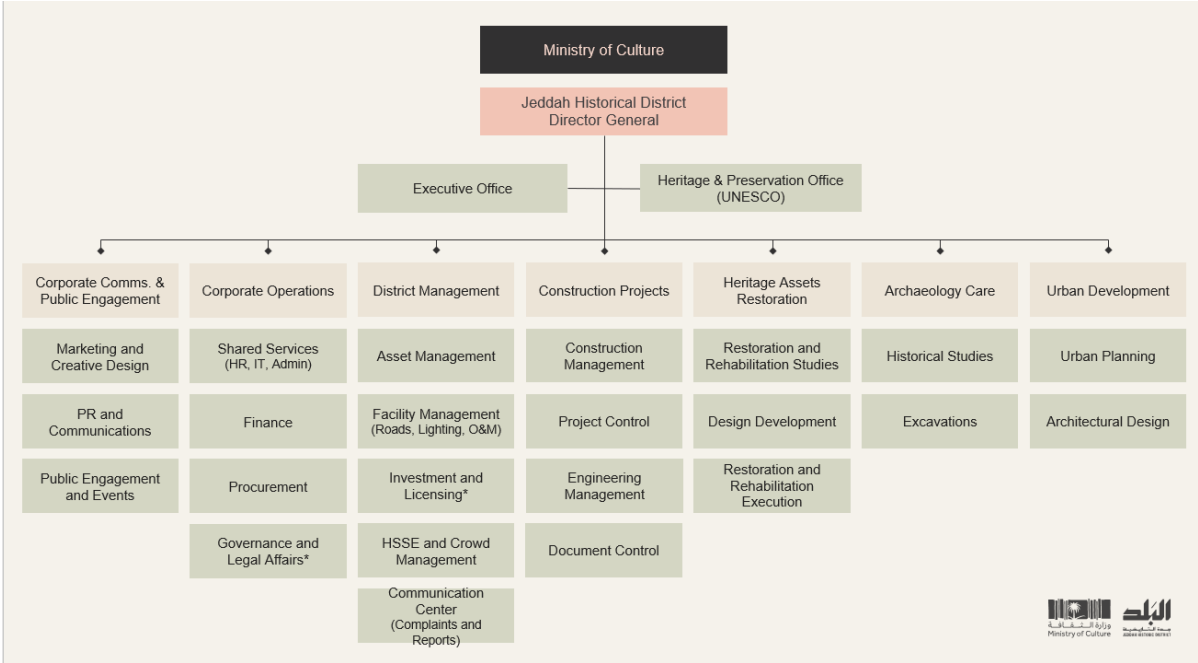 Ministry of Culture
Jeddah Historical District
Director General
Executive Office
Heritage & Preservation Office
(UNESCO)
Corporate Comms. &
Public Engagement
Marketing and
Creative Design
PR and
Communications
Public Engagement
and Events
Corporate Operations
Shared Services
(HR, IT, Admin)
Finance
Procurement
Governance and
Legal Affairs*
District Management
Asset Management
Facility Management
(Roads, Lighting, O&M)
Investment and
Licensing*
HSSE and Crowd
Management
Communication
Center
(Complaints and
Reports)
Construction Projects
Construction
Management
Project Control
Engineering
Management
Document Control
Heritage Assets
Restoration
Restoration and
Rehabilitation Studies
Design Development
Restoration and
Rehabilitation
Execution
Archaeology Care
Historical Studies
Excavations
Urban Development
Urban Planning
Architectural Design
وزارة الثقافة
Ministry of Culture
البلد
جدة التاريخية
JEDDAH HISTORIC DISTRICT